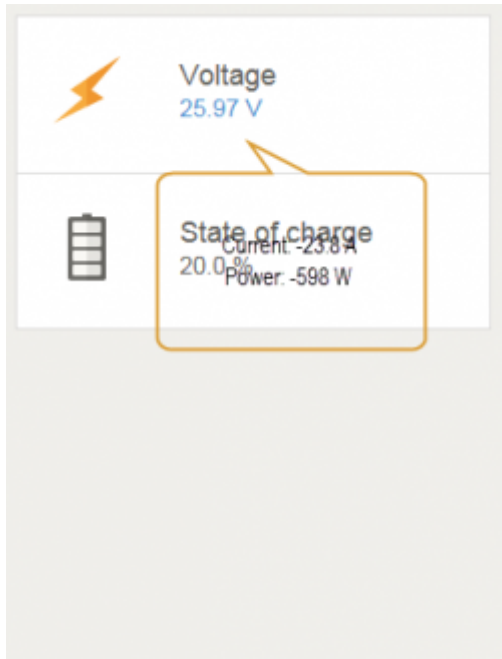 Voltage
25.97 V
State of charge
20.0 %
Current: -23.8 A
Power: -598 W